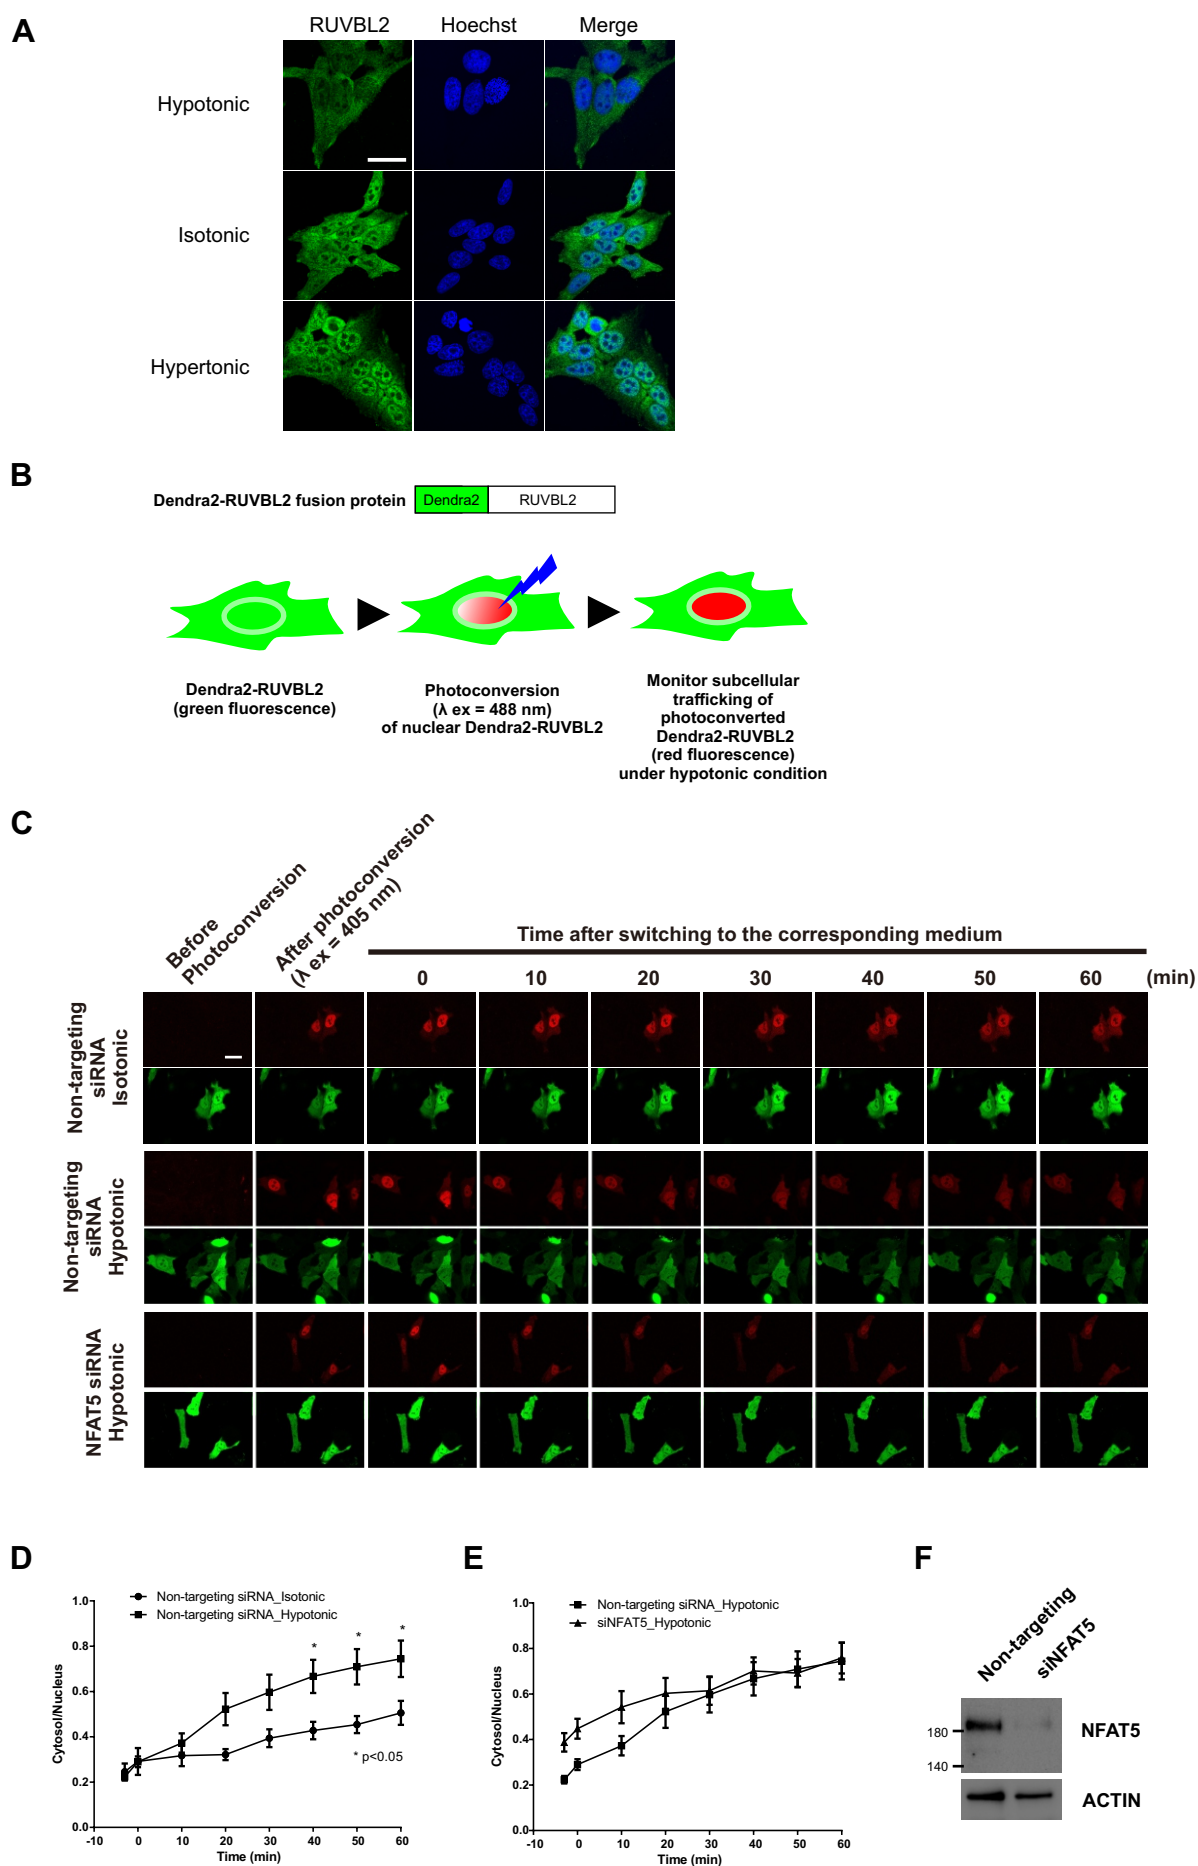 A
RUVBL2 Hoechst Merge
Hypotonic
Isotonic
Hypertonic
B
Dendra2-RUVBL2 fusion protein Dendra2 RUVBL2
Dendra2-RUVBL2
(green fluorescence)
Photoconversion
(λ ex = 488 nm)
of nuclear Dendra2-RUVBL2
Monitor subcellular
trafficking of
photoconverted
Dendra2-RUVBL2
(red fluorescence)
under hypotonic condition
C
Before
Photoconversion
After photoconversion
(λ ex = 405 nm)
Time after switching to the corresponding medium
0 10 20 30 40 50 60 (min)
Non-targeting
siRNA
Isotonic
Non-targeting
siRNA
Hypotonic
NFAT5 siRNA
Hypotonic
D
Non-targeting siRNA_Isotonic
Non-targeting siRNA_Hypotonic
Cytosol/Nucleus
1.0
0.8
0.6
0.4
0.2
0.0
* * *
* p<0.05
-10 0 10 20 30 40 50 60
Time (min)
E
Non-targeting siRNA_Hypotonic
siNFAT5_Hypotonic
Cytosol/Nucleus
1.0
0.8
0.6
0.4
0.2
0.0
-10 0 10 20 30 40 50 60
Time (min)
F
Non-targeting
siNFAT5
180
140
NFAT5
ACTIN